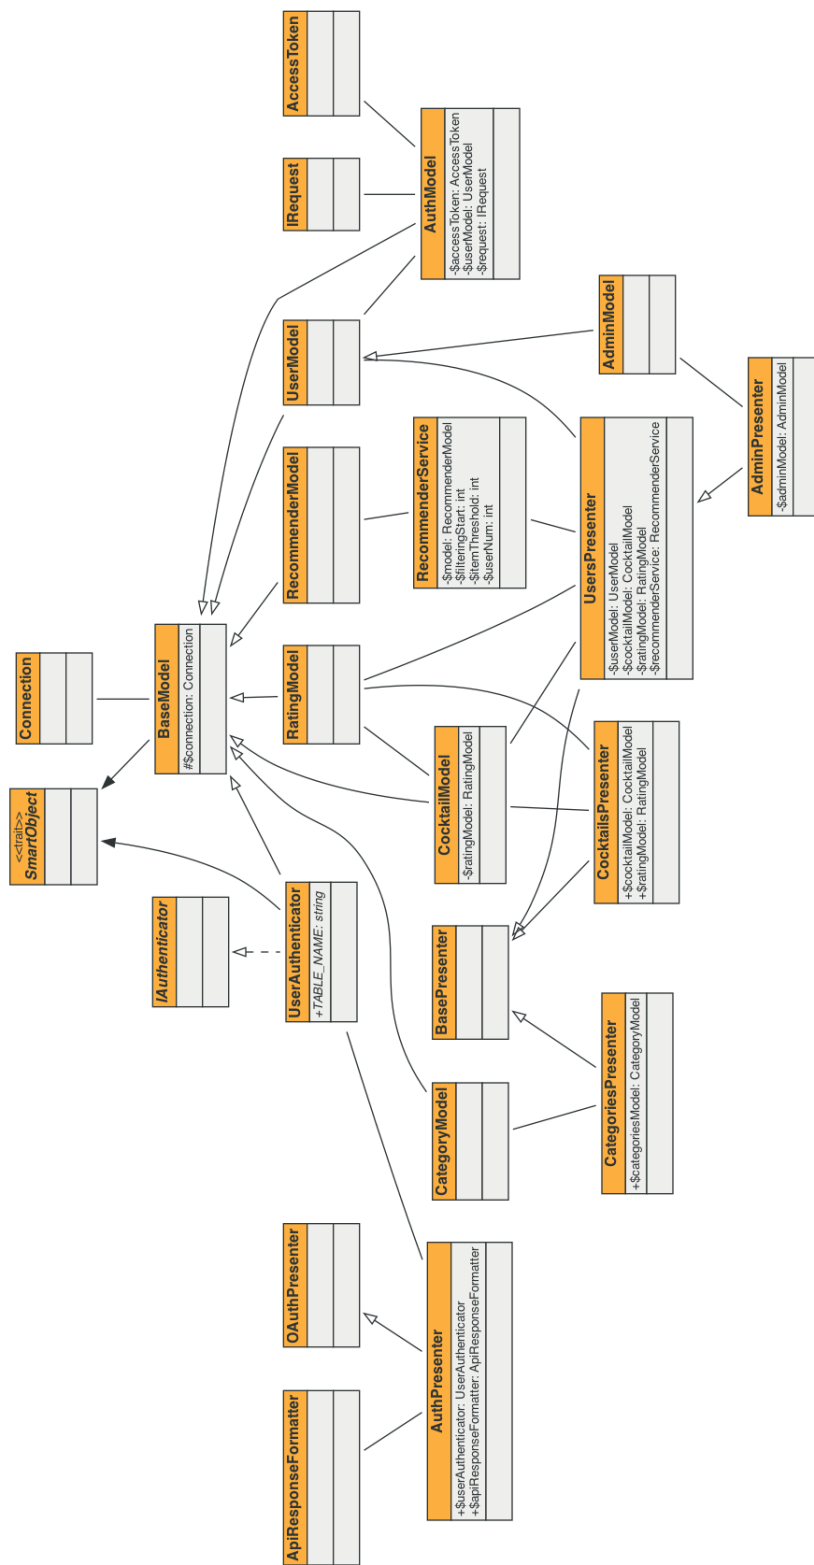 <<trait>>
SmartObject
Connection
IAuthenticator
BaseModel
#$connection: Connection
ApiResponseFormatter
OAuthPresenter
UserAuthenticator
+TABLE_NAME: string
RatingModel
RecommenderModel
UserModel
IRequest
AccessToken
AuthPresenter
+$userAuthenticator: UserAuthenticator
+$apiResponseFormatter: ApiResponseFormatter
CategoryModel
BasePresenter
CocktailModel
-$ratingModel: RatingModel
RecommenderService
-$model: RecommenderModel
-$filteringStart: int
-$itemThreshold: int
-$userNum: int
AuthModel
-$accessToken: AccessToken
-$userModel: UserModel
-$request: IRequest
CategoriesPresenter
+$categoriesModel: CategoryModel
CocktailsPresenter
+$cocktailModel: CocktailModel
+$ratingModel: RatingModel
UsersPresenter
-$userModel: UserModel
-$cocktailModel: CocktailModel
-$ratingModel: RatingModel
-$recommenderService: RecommenderService
AdminModel
AdminPresenter
-$adminModel: AdminModel